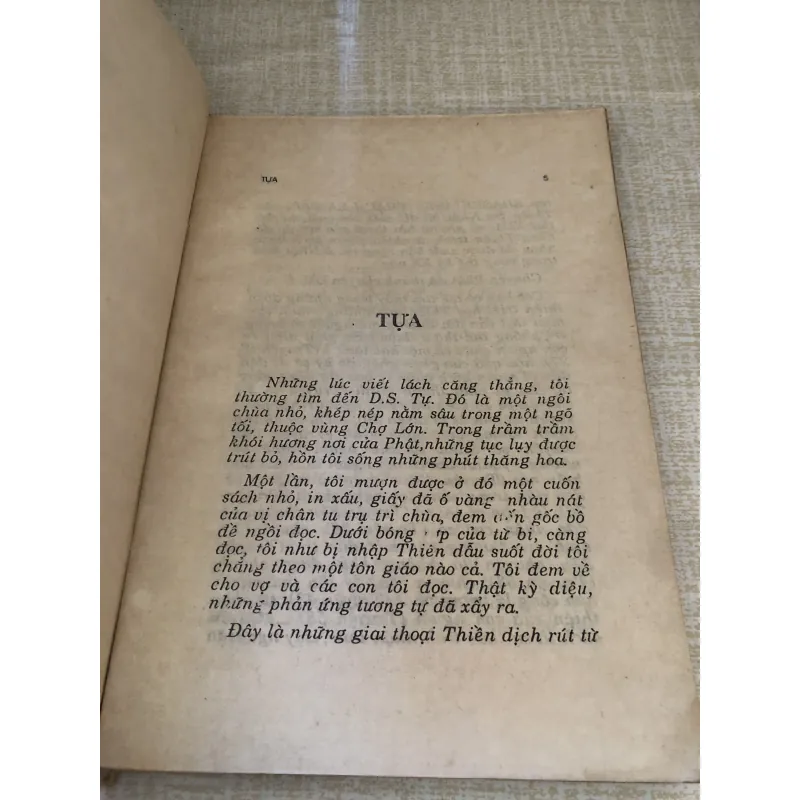 TỰA 5
TỰA
Những lúc viết lách căng thẳng, tôi
thường tìm đến D.S. Tự. Đó là một ngôi
chùa nhỏ, khép nép nằm sâu trong một ngõ
tối, thuộc vùng Chợ Lớn. Trong trầm trầm
khói hương nơi cửa Phật,những tục lụy được
trút bỏ, hồn tôi sống những phút thăng hoa.
Một lần, tôi mượn được ở đó một cuốn
sách nhỏ, in xấu, giấy đã ố vàng nhàu nát
của vị chân tu trụ trì chùa, đem gốc bồ
đề ngồi đọc. Dưới bóng của từ bi, càng
đọc, tôi như bị nhập Thiên dẫu suốt đời tôi
chẳng theo một tôn giáo nào cả. Tôi đem về
cho vợ và các con tôi đọc. Thật kỳ diệu,
những phản ứng tương tự đã xẩy ra.
Đây là những giai thoại Thiền dịch rút từ